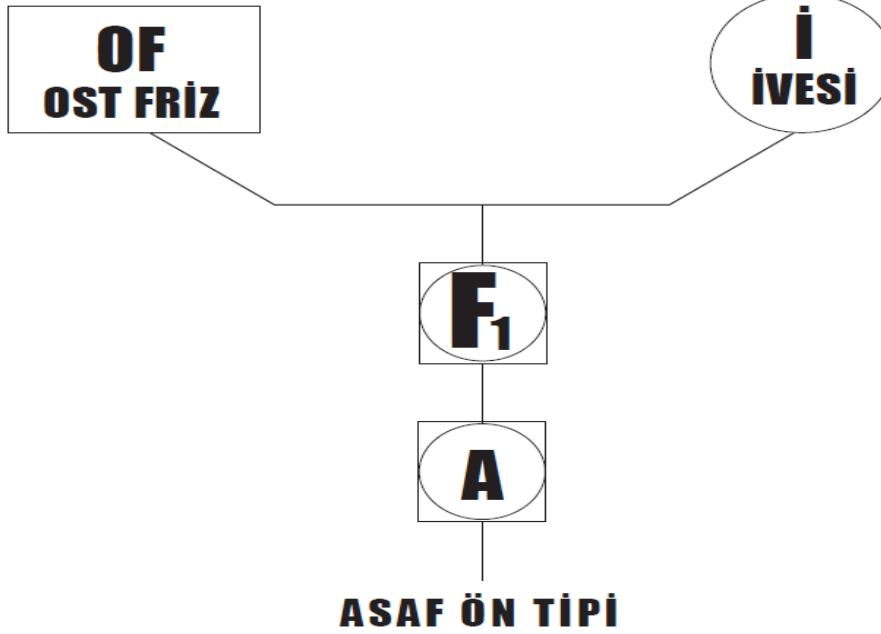 OF
OST FRİZ
İ
İVESİ
F₁
A
ASAF ÖN TİPİ